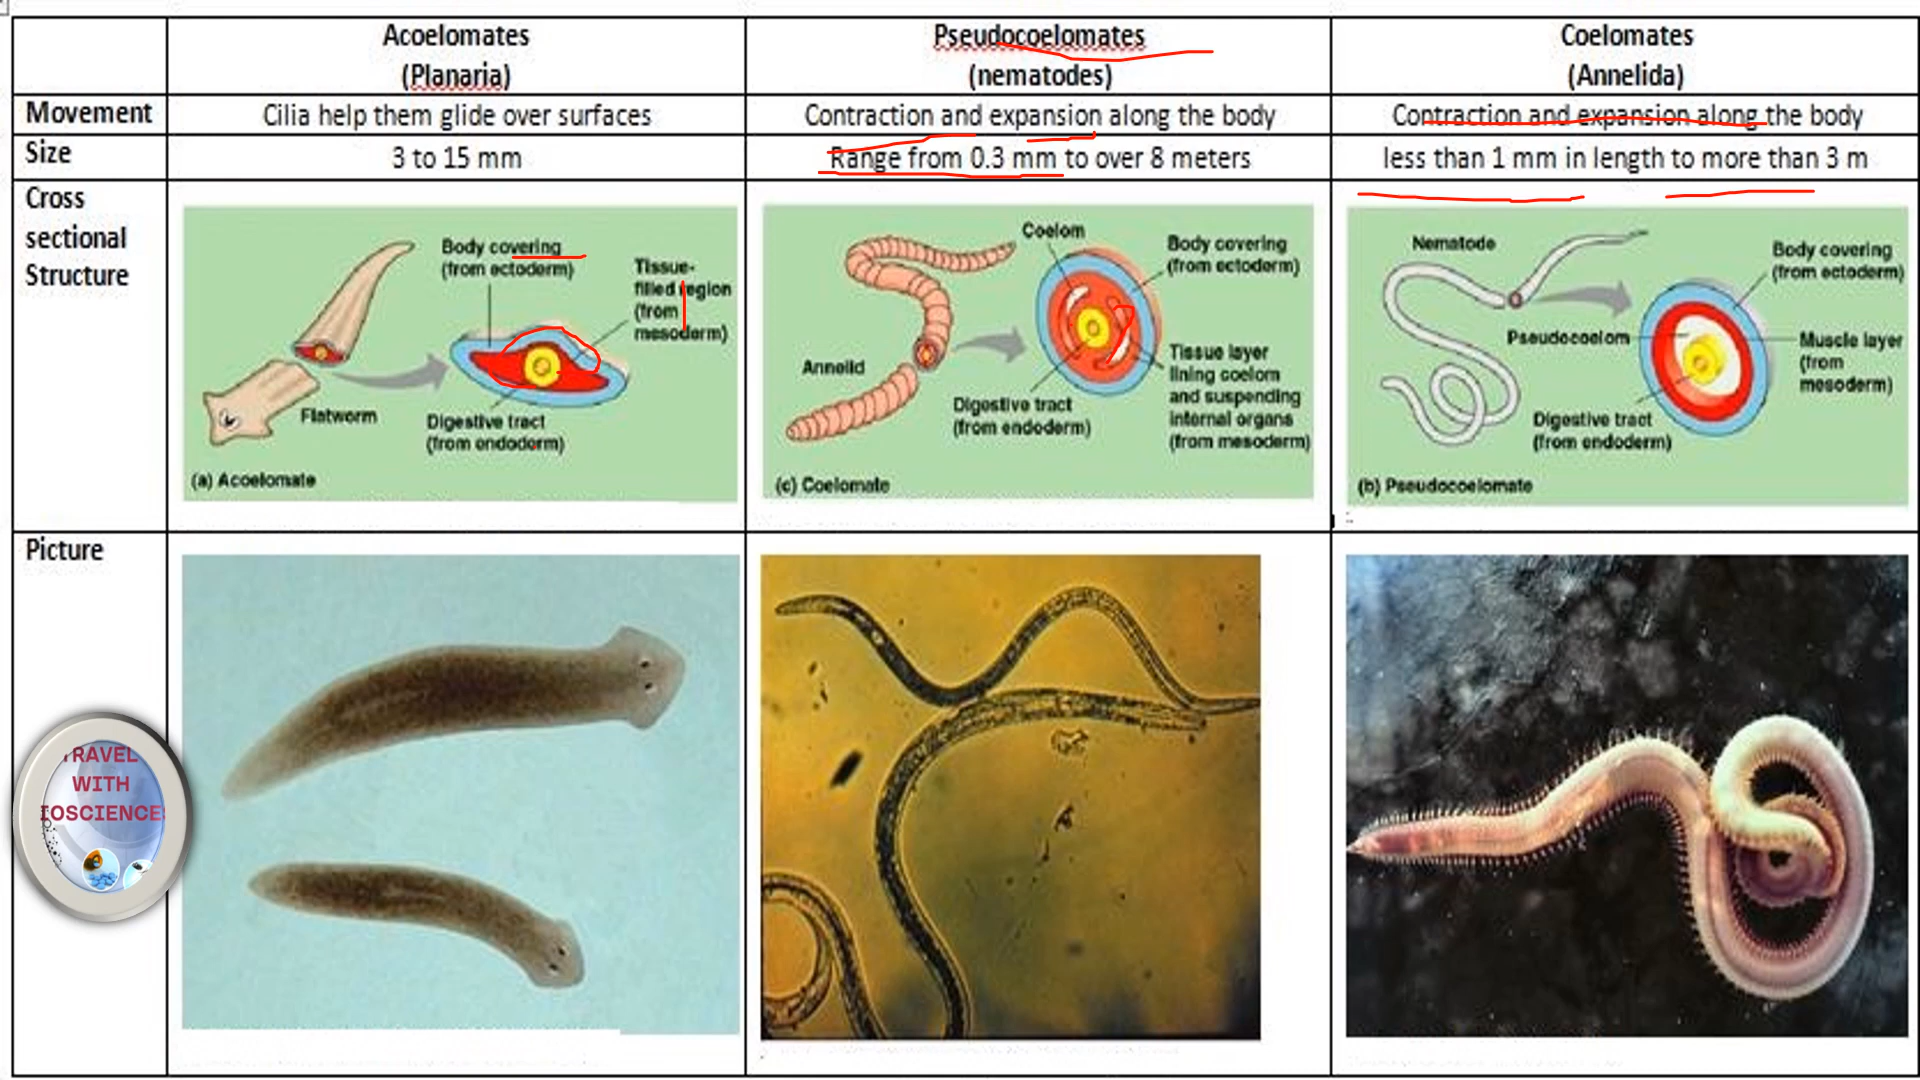 Acoelomates
(Planaria)
Pseudocoelomates
(nematodes)
Coelomates
(Annelida)
Movement
Cilia help them glide over surfaces
Contraction and expansion along the body
Contraction and expansion along the body
Size
3 to 15 mm
Range from 0.3 mm to over 8 meters
less than 1 mm in length to more than 3 m
Cross
sectional
Structure
Body covering
(from ectoderm)
Tissue-
filled region
(from
mesoderm)
Flatworm
Digestive tract
(from endoderm)
(a) Acoelomate
Coelom
Body covering
(from ectoderm)
Annelid
Digestive tract
(from endoderm)
Tissue layer
lining coelom
and suspending
internal organs
(from mesoderm)
(c) Coelomate
Nematode
Body covering
(from ectoderm)
Pseudocoelom
Muscle layer
(from
mesoderm)
Digestive tract
(from endoderm)
(b) Pseudocoelomate
Picture
RAVEL
WITH
IOSCIENCE